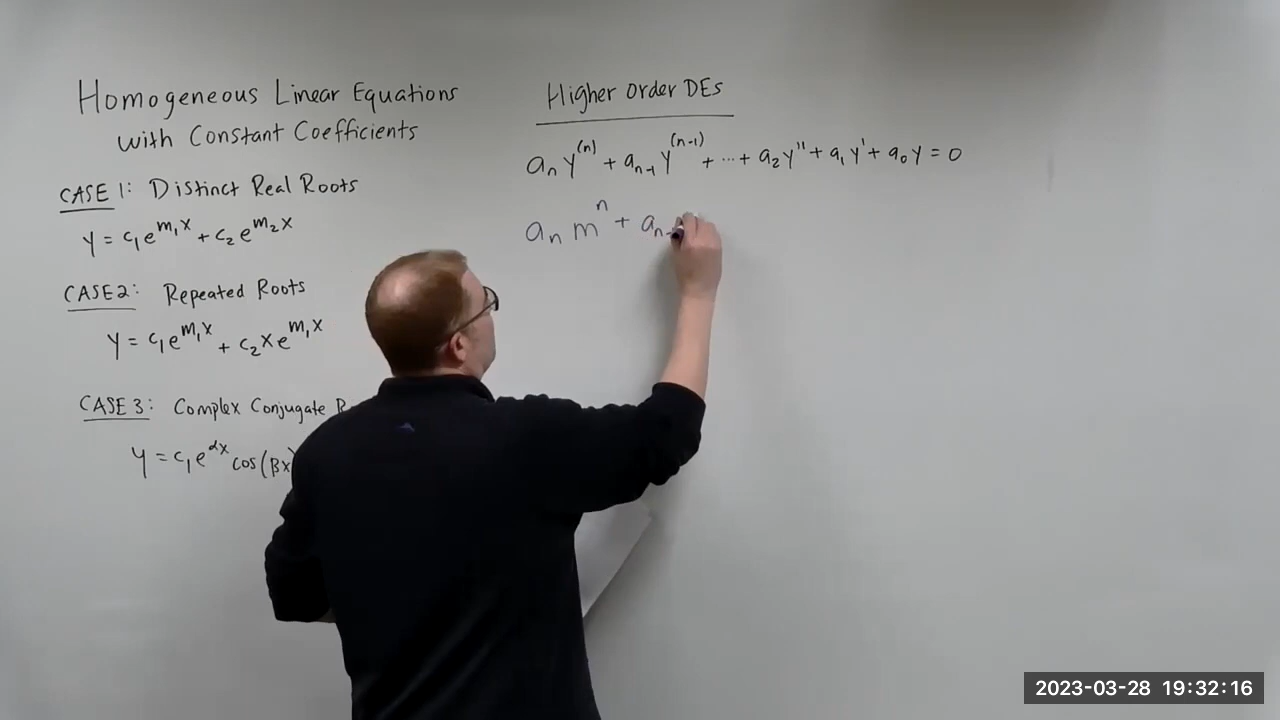 Homogeneous Linear Equations
with Constant Coefficients
CASE 1: Distinct Real Roots
y = c₁e^{m₁x} + c₂e^{m₂x}
CASE 2: Repeated Roots
y = c₁e^{m₁x} + c₂xe^{m₁x}
CASE 3: Complex Conjugate
y = c₁e^{αx} cos(βx)
Higher Order DEs
aₙy⁽ⁿ⁾ + aₙ₋₁y⁽ⁿ⁻¹⁾ + ... + a₂y'' + a₁y' + a₀y = 0
aₙmⁿ + aₙ₋
2023-03-28 19:32:16